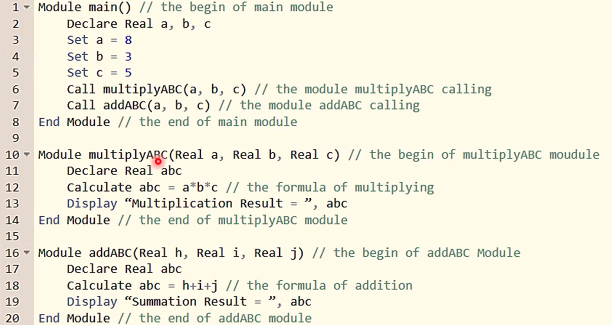 1 Module main() // the begin of main module
2 Declare Real a, b, c
3 Set a = 8
4 Set b = 3
5 Set c = 5
6 Call multiplyABC(a, b, c) // the module multiplyABC calling
7 Call addABC(a, b, c) // the module addABC calling
8 End Module // the end of main module
9
10 Module multiplyABC(Real a, Real b, Real c) // the begin of multiplyABC moudule
11 Declare Real abc
12 Calculate abc = a*b*c // the formula of multiplying
13 Display “Multiplication Result = ”, abc
14 End Module // the end of multiplyABC module
15
16 Module addABC(Real h, Real i, Real j) // the begin of addABC Module
17 Declare Real abc
18 Calculate abc = h+i+j // the formula of addition
19 Display “Summation Result = ”, abc
20 End Module // the end of addABC module